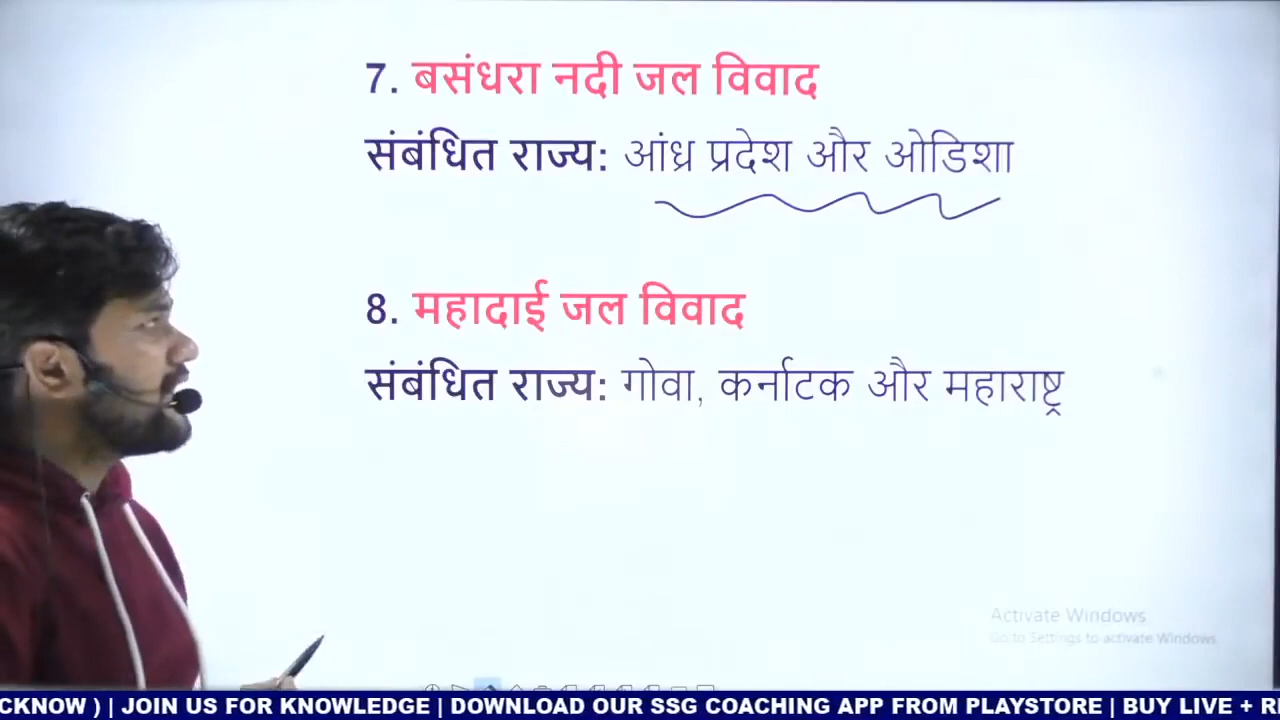 7. बसंधरा नदी जल विवाद
संबंधित राज्य: आंध्र प्रदेश और ओडिशा
8. महादाई जल विवाद
संबंधित राज्य: गोवा, कर्नाटक और महाराष्ट्र
Activate Windows
Go to Settings to activate Windows.
CKNOW ) | JOIN US FOR KNOWLEDGE | DOWNLOAD OUR SSG COACHING APP FROM PLAYSTORE | BUY LIVE + R